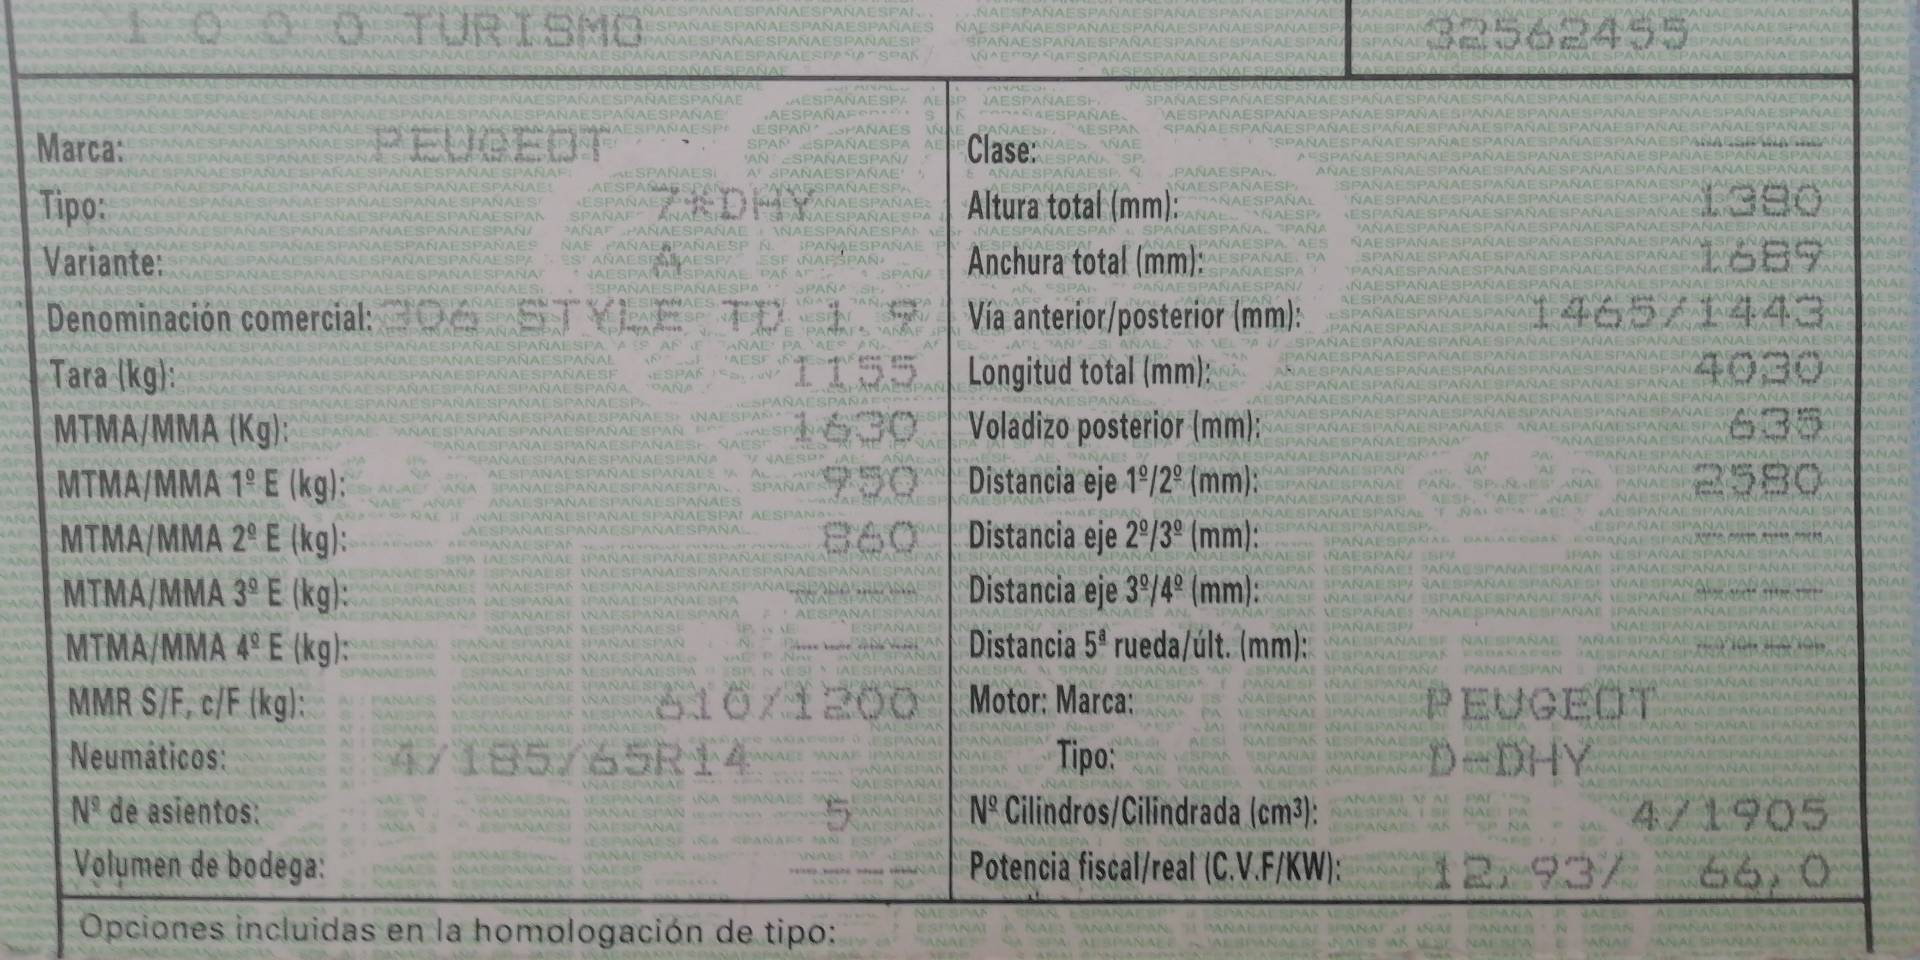 1 0 0 0 TURISMO
32562455
Marca: PEUGEOT
Tipo: 7*DHY
Variante: A
Denominación comercial: 306 STYLE TD 1.9
Tara (kg): 1155
MTMA/MMA (Kg): 1630
MTMA/MMA 1º E (kg): 950
MTMA/MMA 2º E (kg): 860
MTMA/MMA 3º E (kg): ----
MTMA/MMA 4º E (kg): ----
MMR S/F, c/F (kg): 610/1200
Neumáticos: 4/185/65R14
Nº de asientos: 5
Volumen de bodega: ----
Clase: ----
Altura total (mm): 1380
Anchura total (mm): 1689
Vía anterior/posterior (mm): 1465/1443
Longitud total (mm): 4030
Voladizo posterior (mm): 635
Distancia eje 1º/2º (mm): 2580
Distancia eje 2º/3º (mm): ----
Distancia eje 3º/4º (mm): ----
Distancia 5ª rueda/últ. (mm): ----
Motor: Marca: PEUGEOT
Tipo: D-DHY
Nº Cilindros/Cilindrada (cm³): 4/1905
Potencia fiscal/real (C.V.F/KW): 12,93/ 66,0
Opciones incluidas en la homologación de tipo: